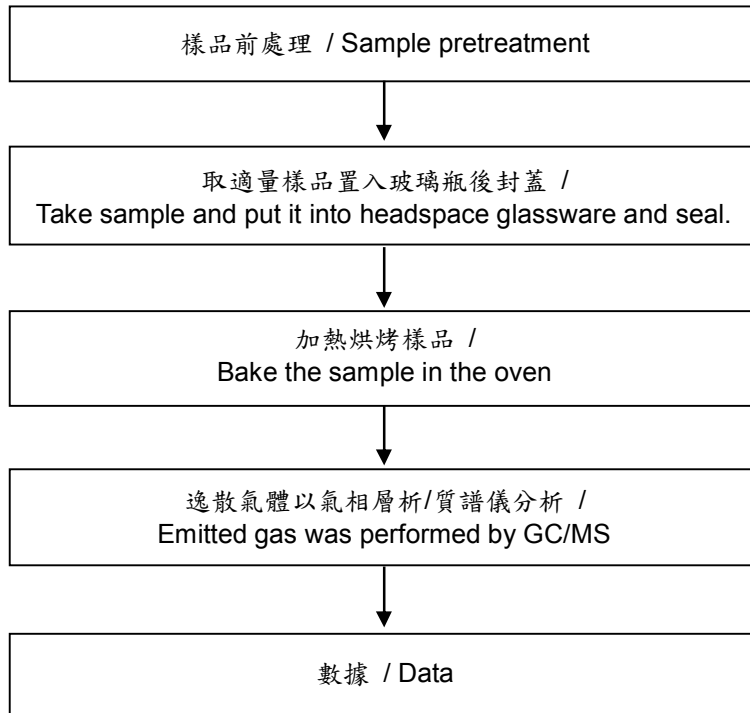 樣品前處理 / Sample pretreatment
取適量樣品置入玻璃瓶後封蓋 /
Take sample and put it into headspace glassware and seal.
加熱烘烤樣品 /
Bake the sample in the oven
逸散氣體以氣相層析/質譜儀分析 /
Emitted gas was performed by GC/MS
數據 / Data